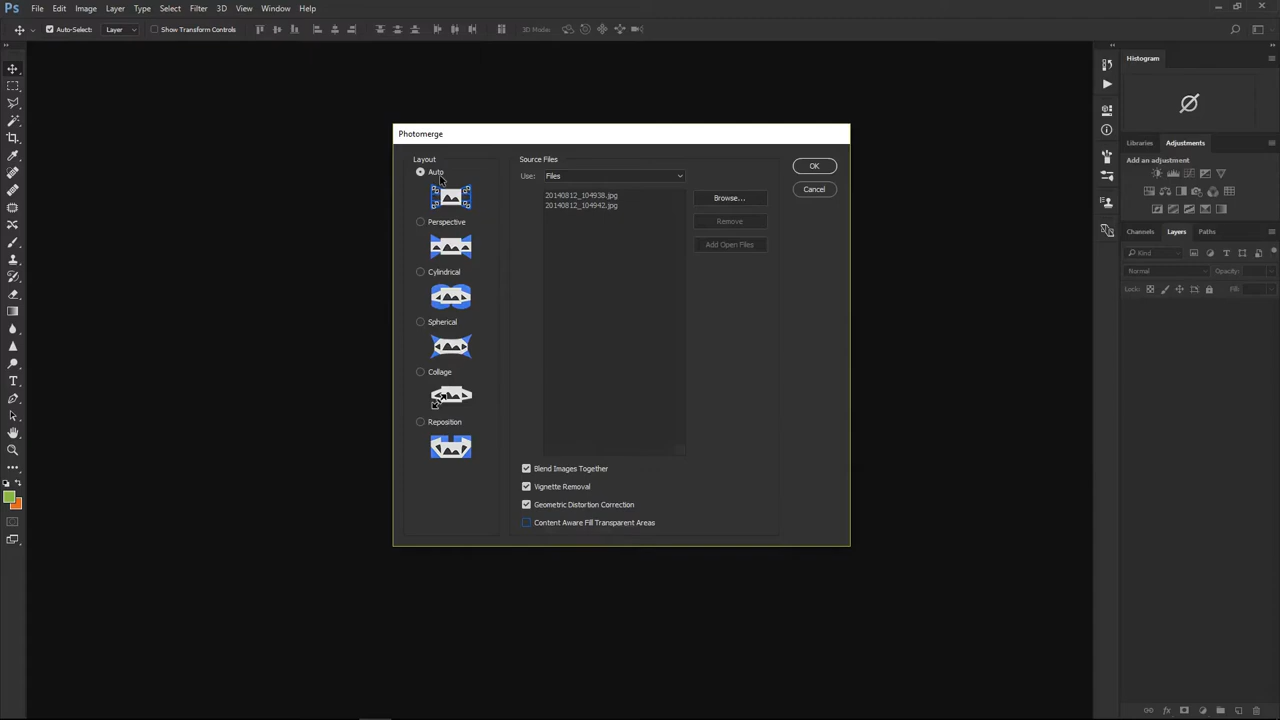 Ps File Edit Image Layer Type Select Filter 3D View Window Help
Auto-Select: Layer Show Transform Controls 3D Mode:
Histogram
Libraries Adjustments
Add an adjustment
Channels Layers Paths
Kind
Normal Opacity:
Lock: Fill:
Photomerge
Layout
Auto
Perspective
Cylindrical
Spherical
Collage
Reposition
Source Files
Use: Files
20140812_104938.jpg
20140812_104942.jpg
Browse...
Remove
Add Open Files
OK
Cancel
Blend Images Together
Vignette Removal
Geometric Distortion Correction
Content Aware Fill Transparent Areas